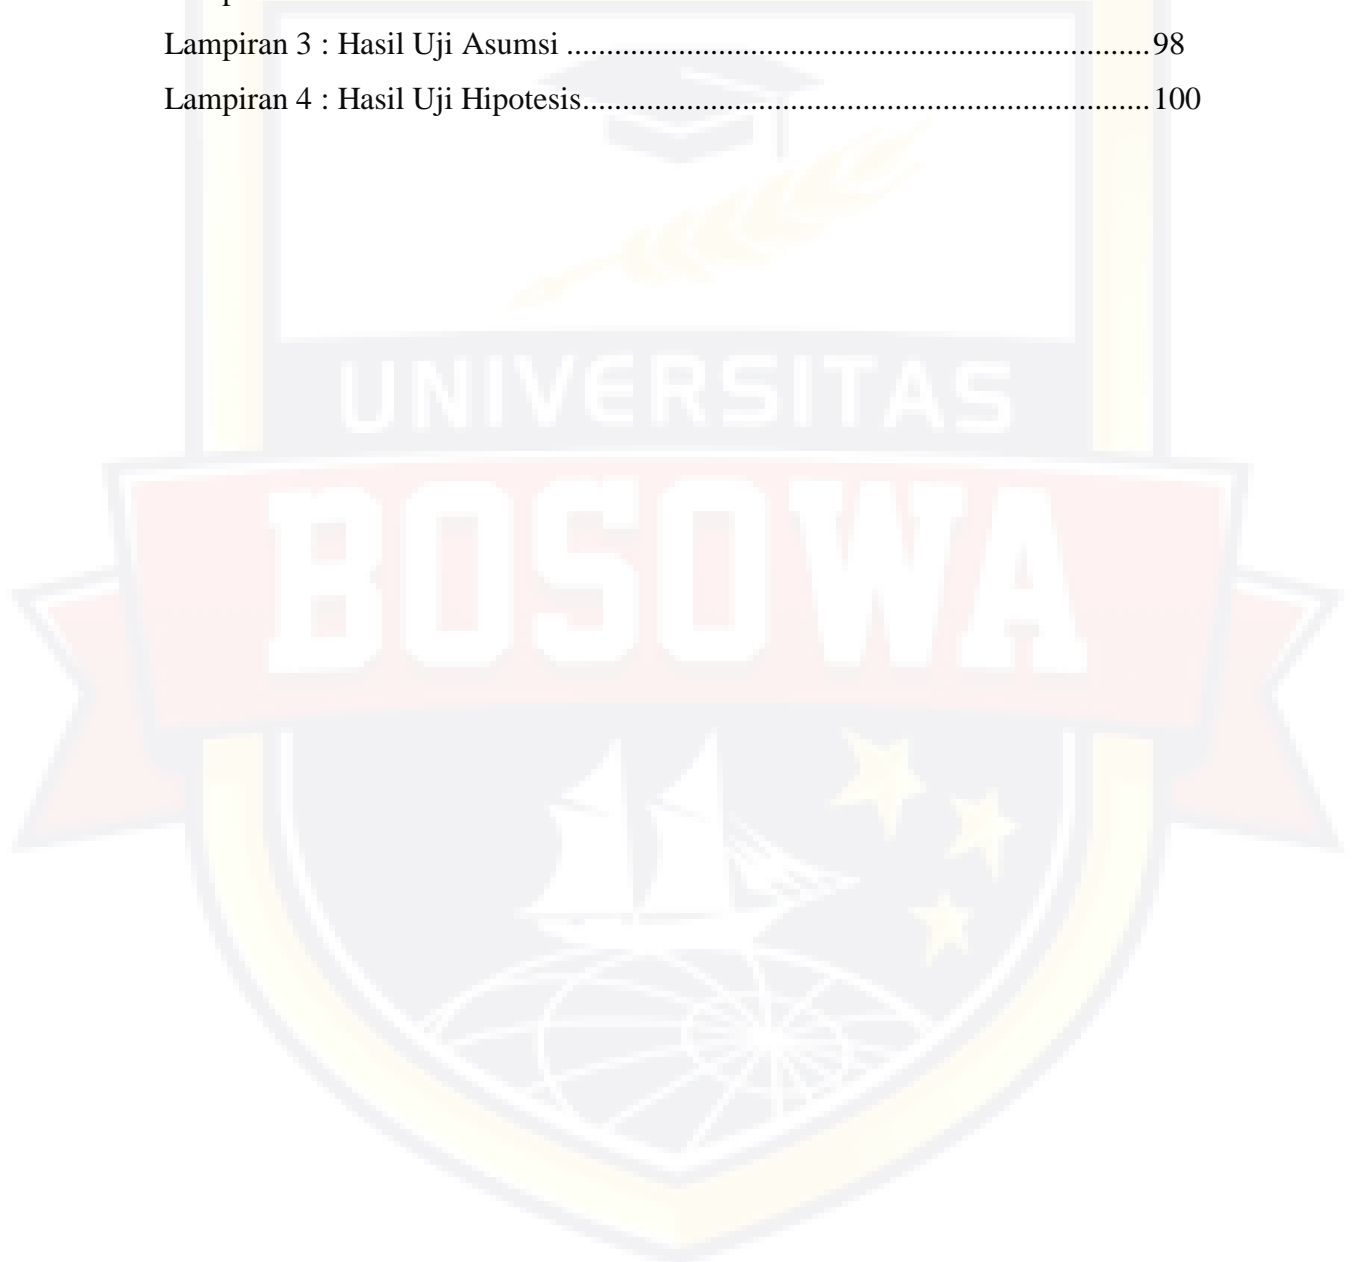 Lampiran 3 : Hasil Uji Asumsi .........................................................................98
Lampiran 4 : Hasil Uji Hipotesis.......................................................................100
UNIVERSITAS
BOSOWA